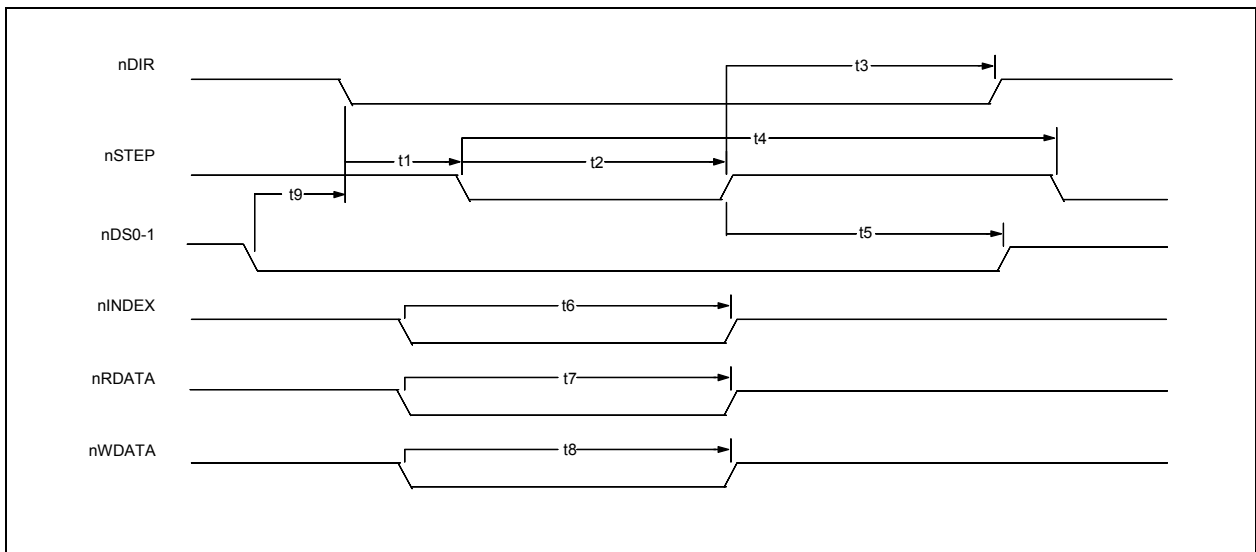 nDIR
t3
t4
nSTEP
t1
t2
t9
nDS0-1
t5
nINDEX
t6
nRDATA
t7
nWDATA
t8